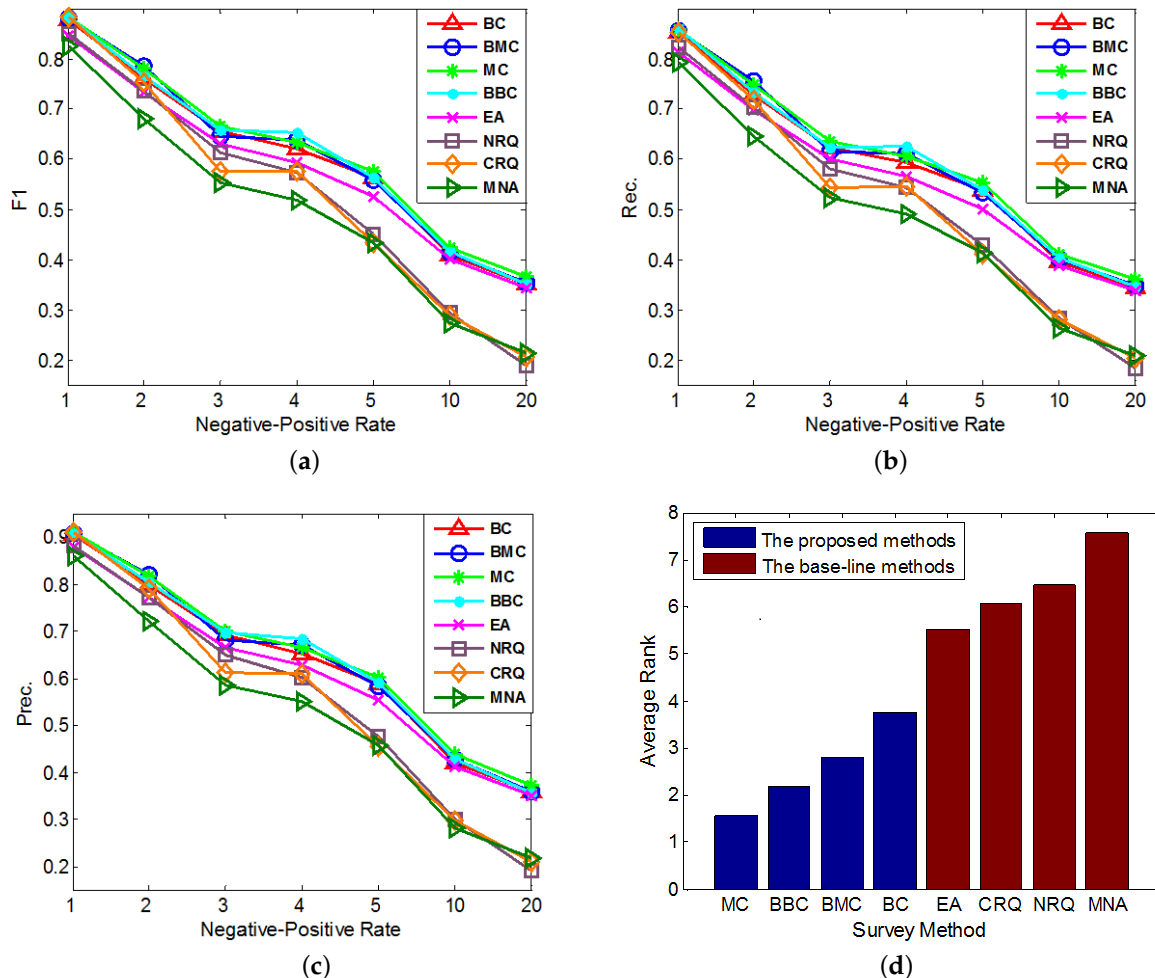 0.8
0.7
0.6
0.5
0.4
0.3
0.2
F1
1 2 3 4 5 10 20
Negative-Positive Rate
BC
BMC
MC
BBC
EA
NRQ
CRQ
MNA
(a)
0.8
0.7
0.6
0.5
0.4
0.3
0.2
Rec.
1 2 3 4 5 10 20
Negative-Positive Rate
BC
BMC
MC
BBC
EA
NRQ
CRQ
MNA
(b)
0.9
0.8
0.7
0.6
0.5
0.4
0.3
0.2
Prec.
1 2 3 4 5 10 20
Negative-Positive Rate
BC
BMC
MC
BBC
EA
NRQ
CRQ
MNA
(c)
8
7
6
5
4
3
2
1
0
Average Rank
The proposed methods
The base-line methods
MC BBC BMC BC EA CRQ NRQ MNA
Survey Method
(d)